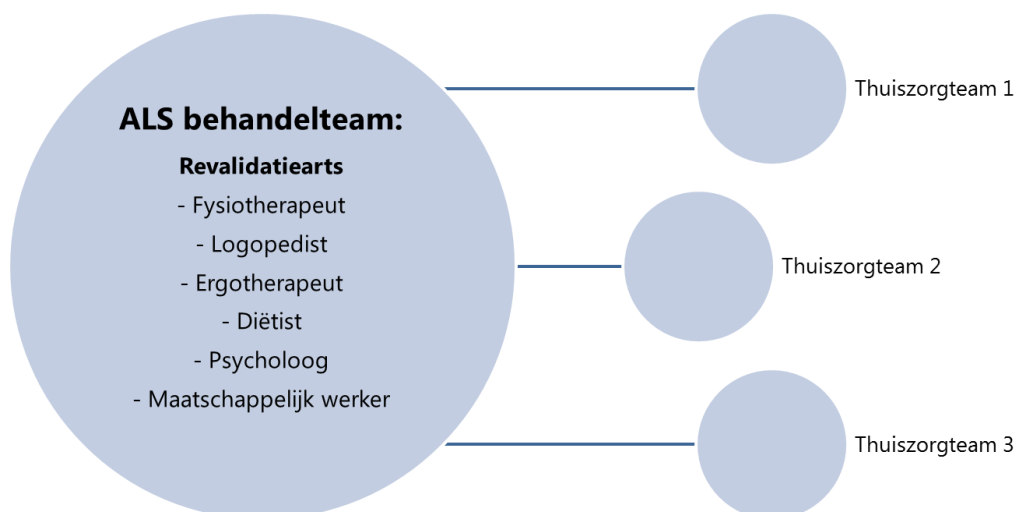 ALS behandelteam:
Revalidatiearts
- Fysiotherapeut
- Logopedist
- Ergotherapeut
- Diëtist
- Psycholoog
- Maatschappelijk werker
Thuiszorgteam 1
Thuiszorgteam 2
Thuiszorgteam 3